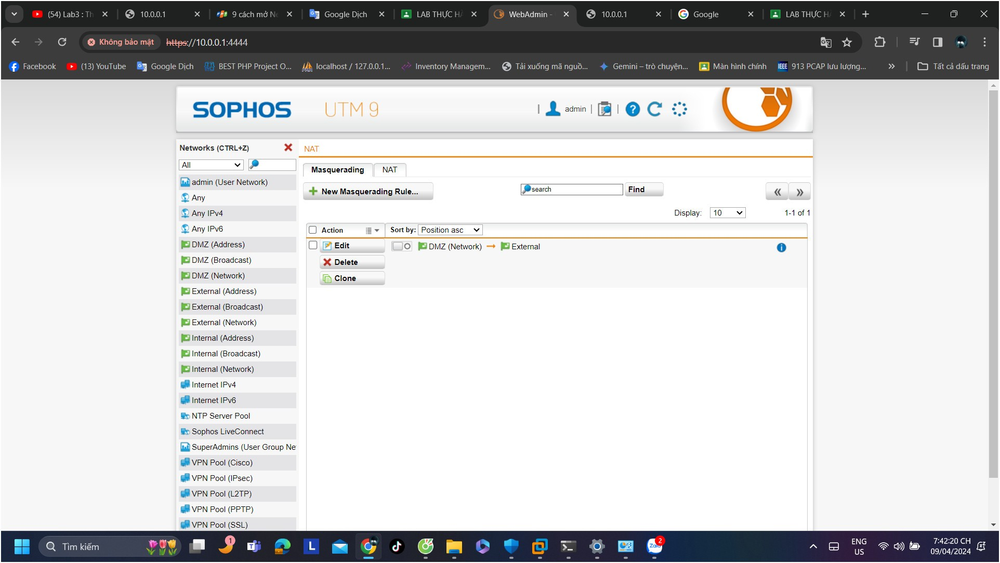 (54) Lab3 : Th
10.0.0.1
9 cách mở Ne
Google Dịch
LAB THỰC HÀ
WebAdmin -
10.0.0.1
Google
LAB THỰC HÀ
Không bảo mật
https://10.0.0.1:4444
Facebook
(13) YouTube
Google Dịch
BEST PHP Project O...
localhost / 127.0.0.1...
Inventory Managem...
Tải xuống mã nguồ...
Gemini – trò chuyện...
Màn hình chính
IEEE
913 PCAP lưu lượng...
Tất cả dấu trang
SOPHOS
UTM 9
| admin | | ?
Networks (CTRL+Z)
All
admin (User Network)
Any
Any IPv4
Any IPv6
DMZ (Address)
DMZ (Broadcast)
DMZ (Network)
External (Address)
External (Broadcast)
External (Network)
Internal (Address)
Internal (Broadcast)
Internal (Network)
Internet IPv4
Internet IPv6
NTP Server Pool
Sophos LiveConnect
SuperAdmins (User Group Ne
VPN Pool (Cisco)
VPN Pool (IPsec)
VPN Pool (L2TP)
VPN Pool (PPTP)
VPN Pool (SSL)
NAT
Masquerading
NAT
New Masquerading Rule...
search
Find
«
»
Display:
10
1-1 of 1
Action
Sort by:
Position asc
Edit
DMZ (Network)
External
i
Delete
Clone
Tìm kiếm
1
L
Zalo
2
ENG
US
7:42:20 CH
09/04/2024